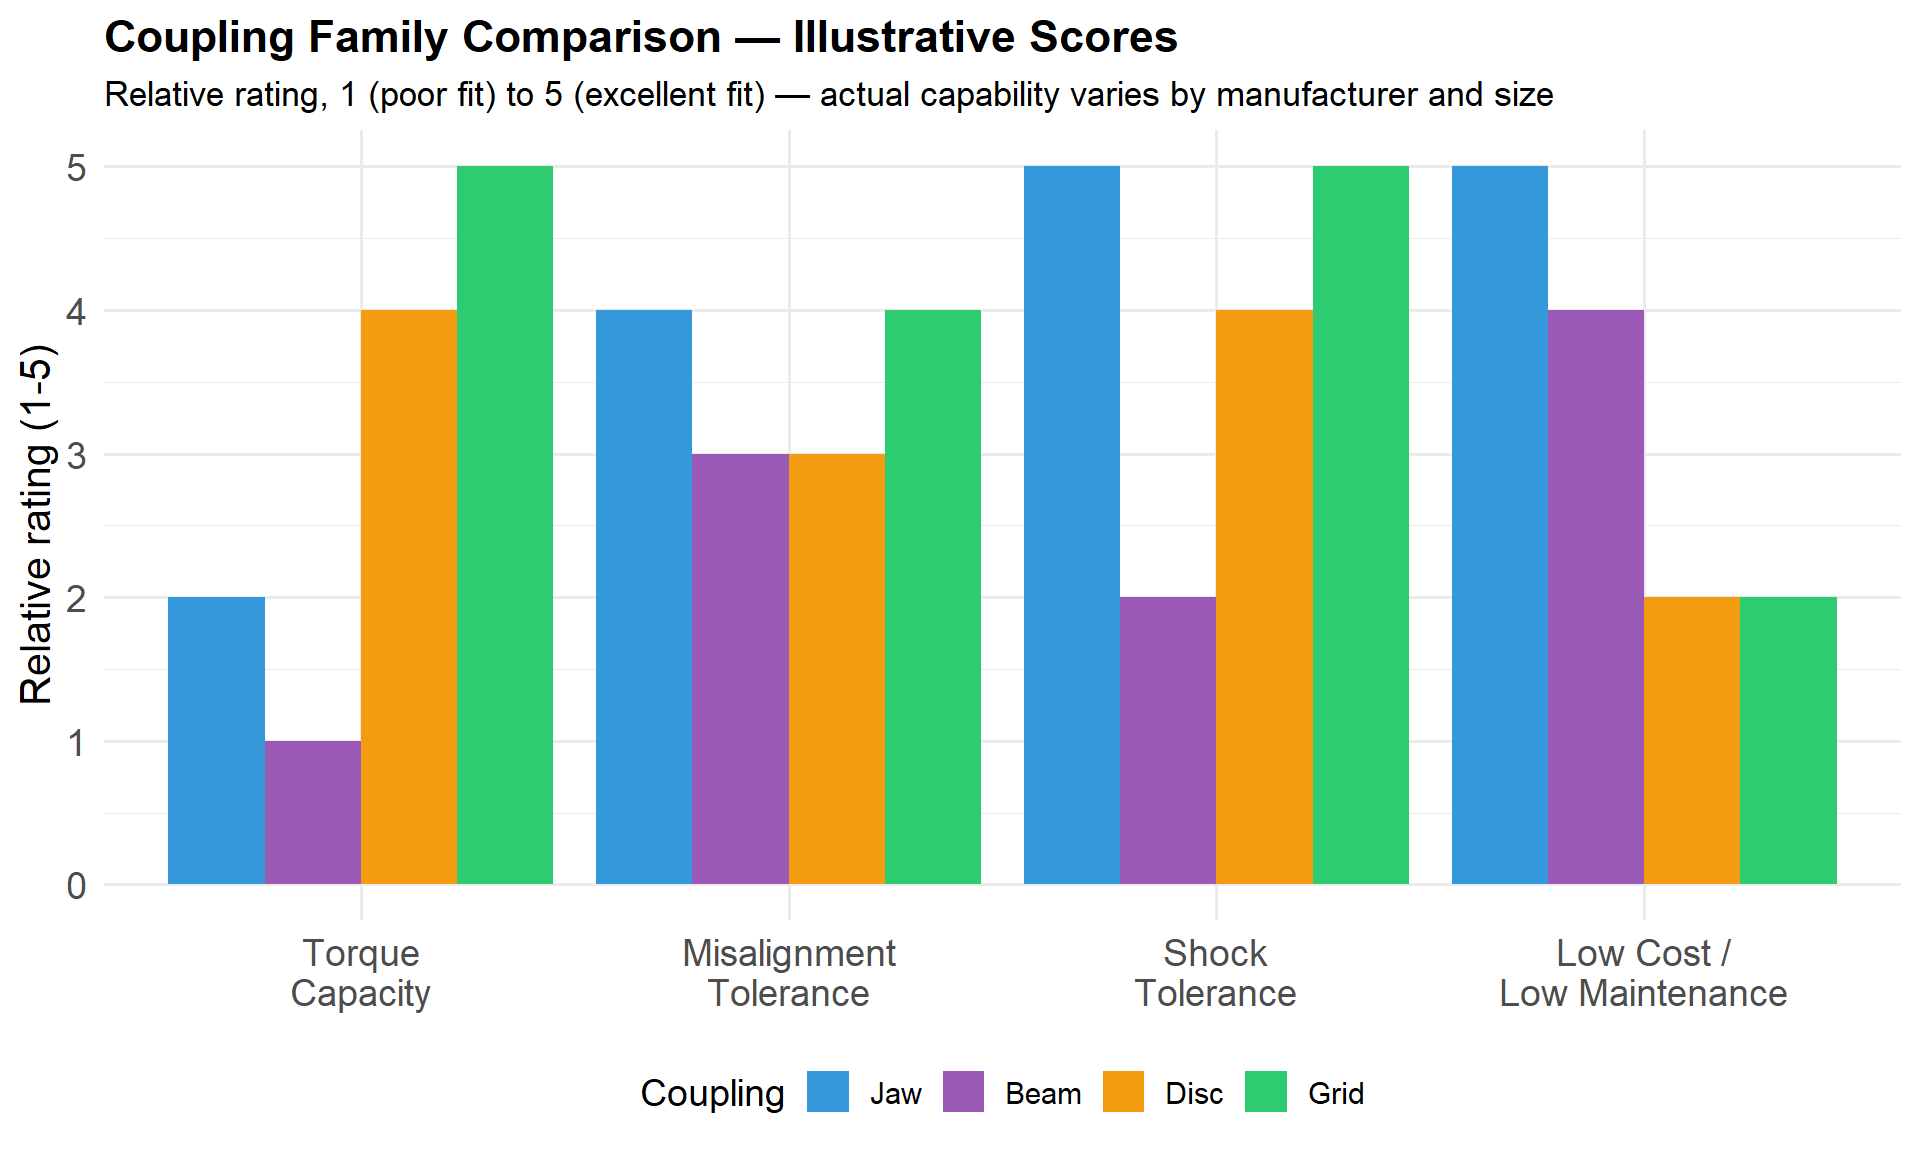 Coupling Family Comparison — Illustrative Scores
Relative rating, 1 (poor fit) to 5 (excellent fit) — actual capability varies by manufacturer and size
Relative rating (1-5)
5
4
3
2
1
0
Torque
Capacity
Misalignment
Tolerance
Shock
Tolerance
Low Cost /
Low Maintenance
Coupling Jaw Beam Disc Grid